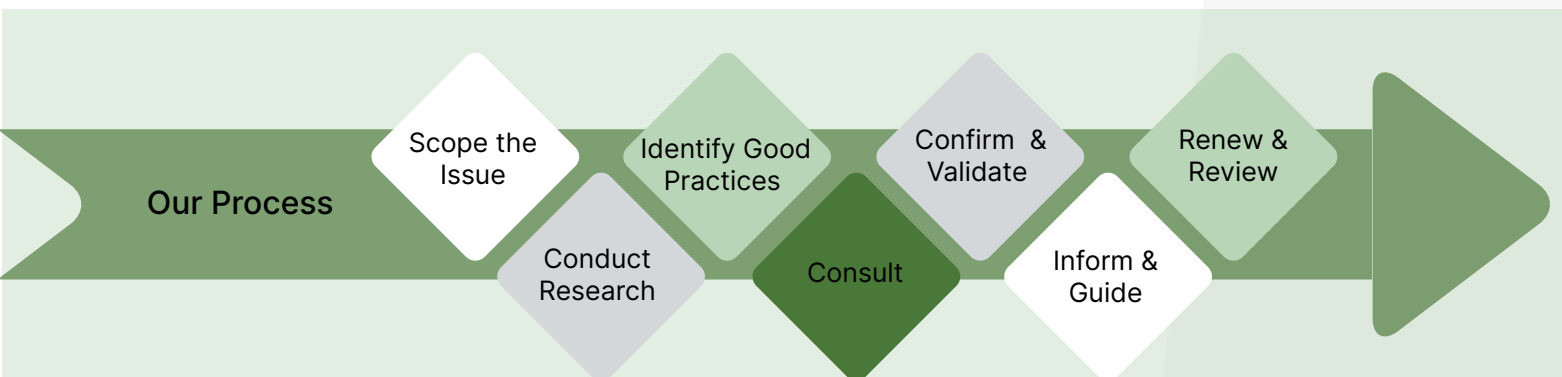 Our Process
Scope the
Issue
Conduct
Research
Identify Good
Practices
Consult
Confirm  &
Validate
Inform &
Guide
Renew &
Review